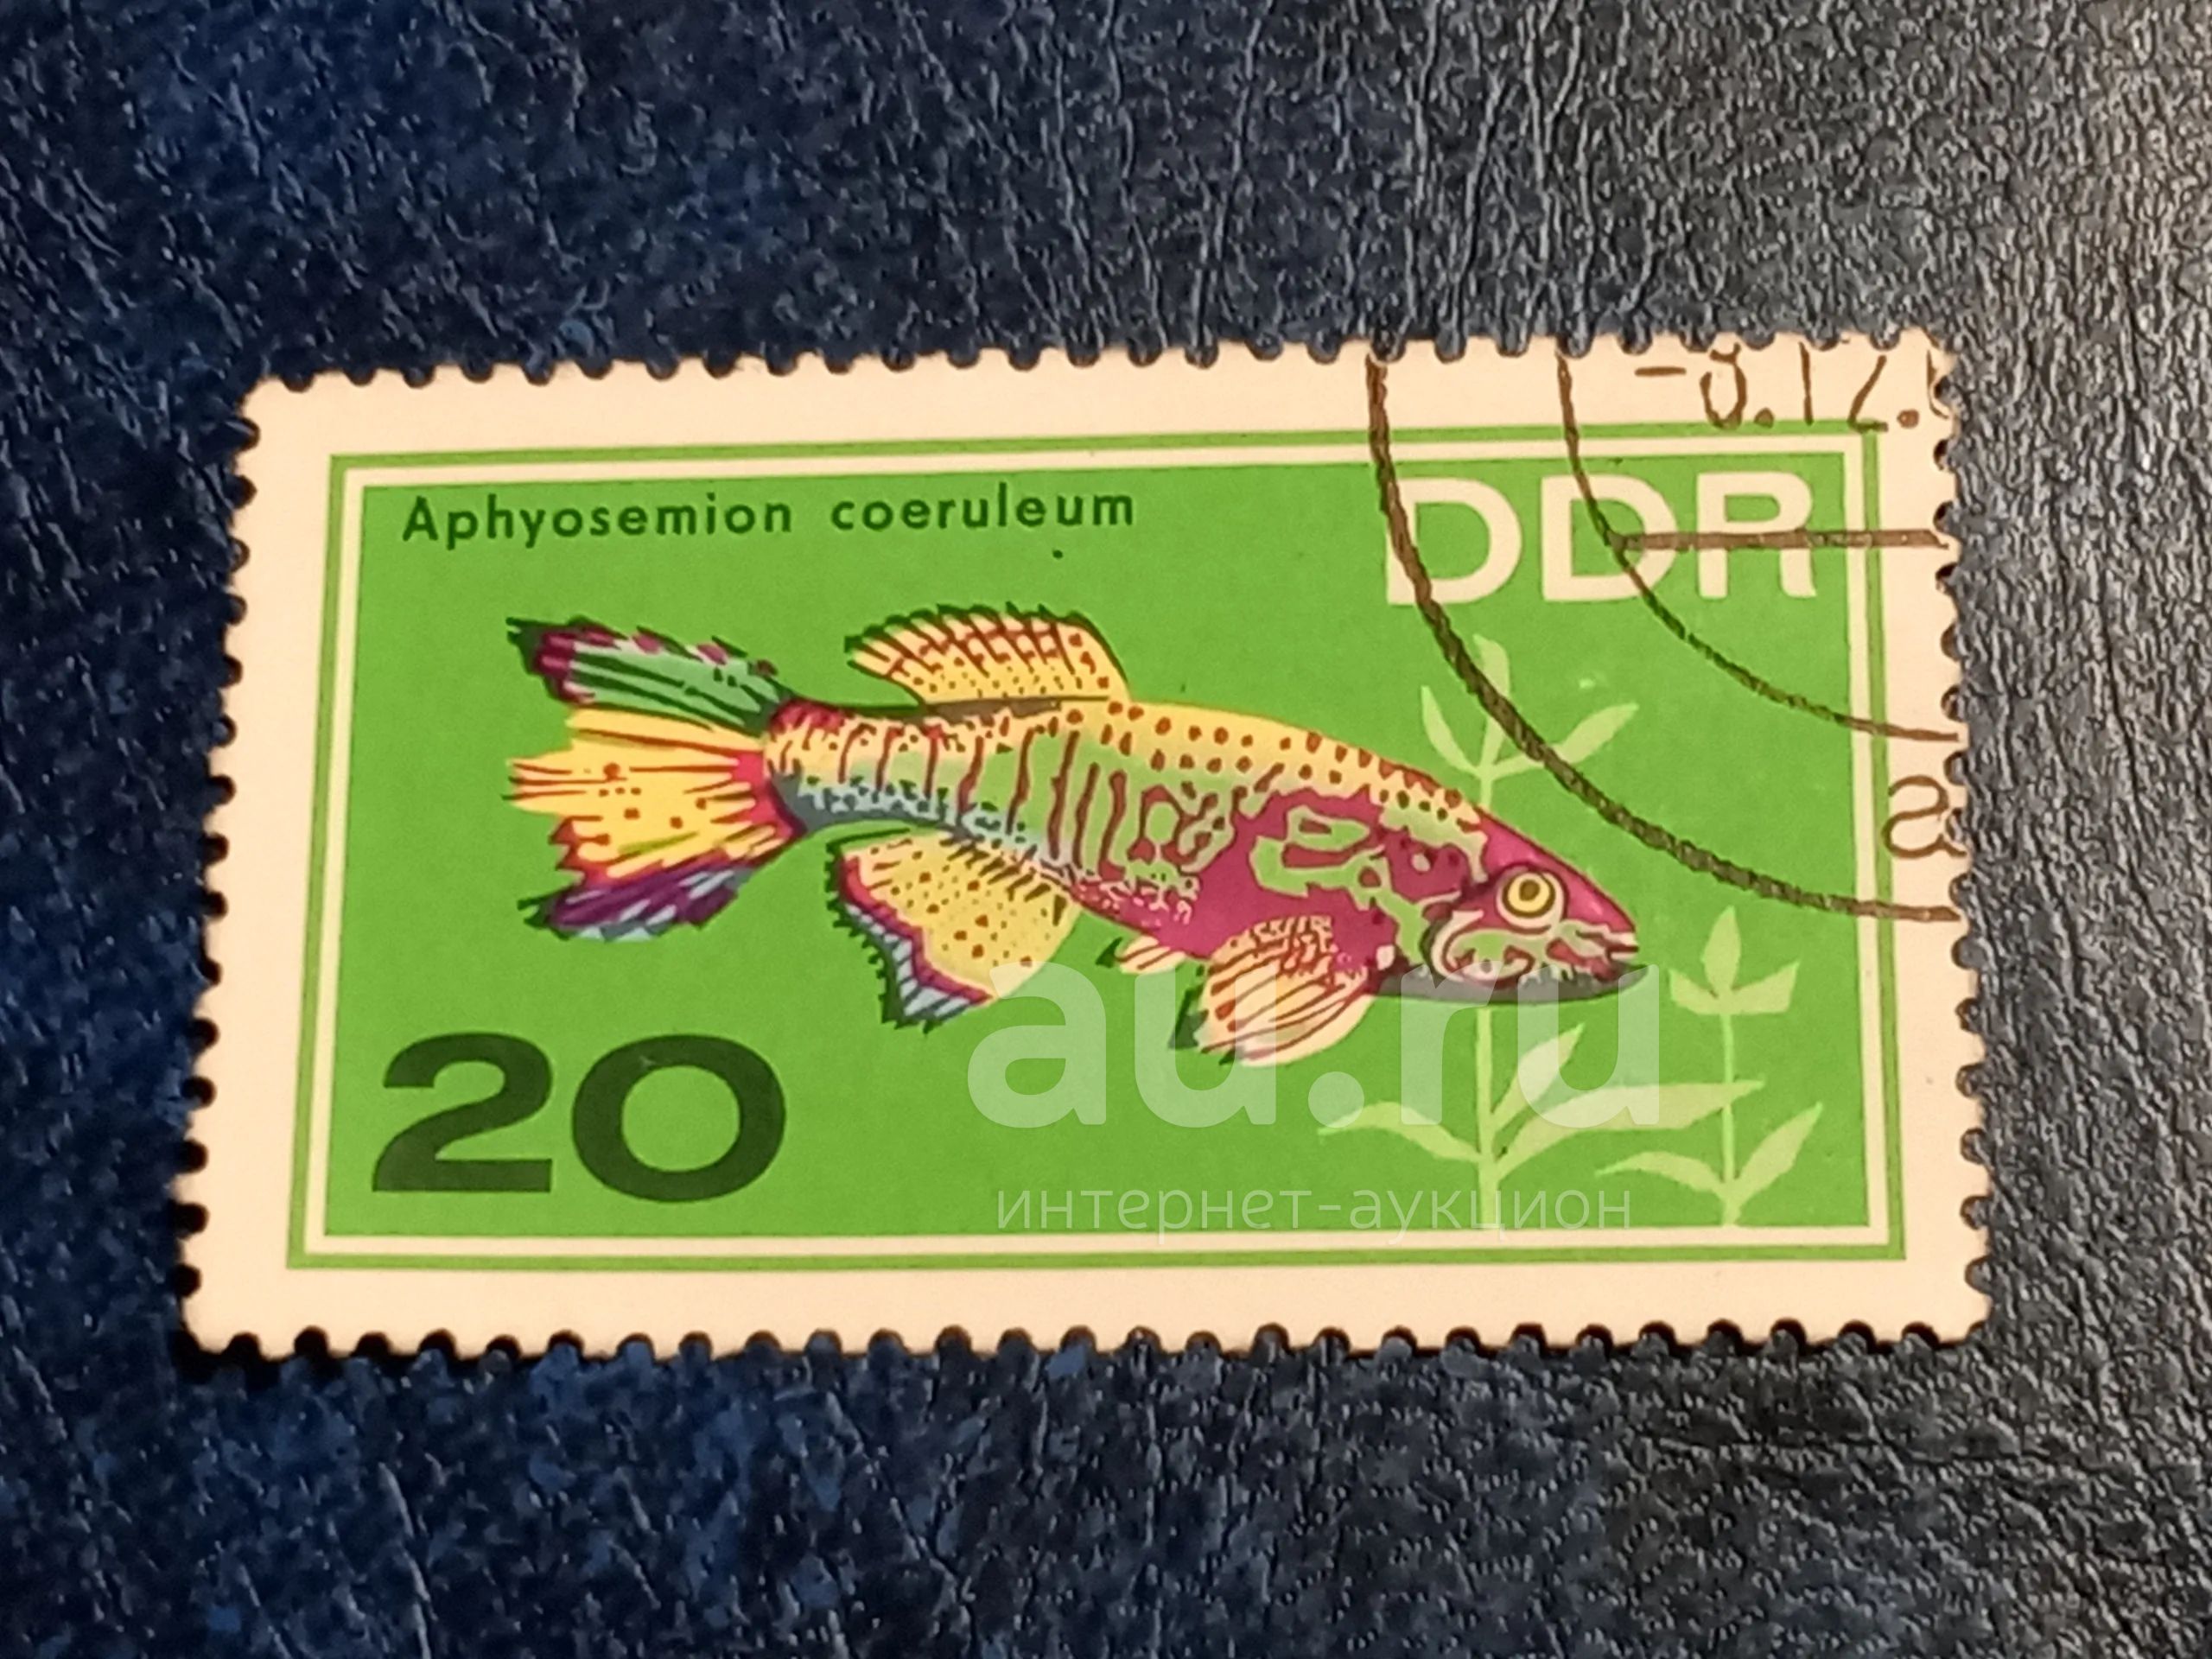 Aphyosemion coeruleum
DDR
20
au.ru
интернет-аукцион